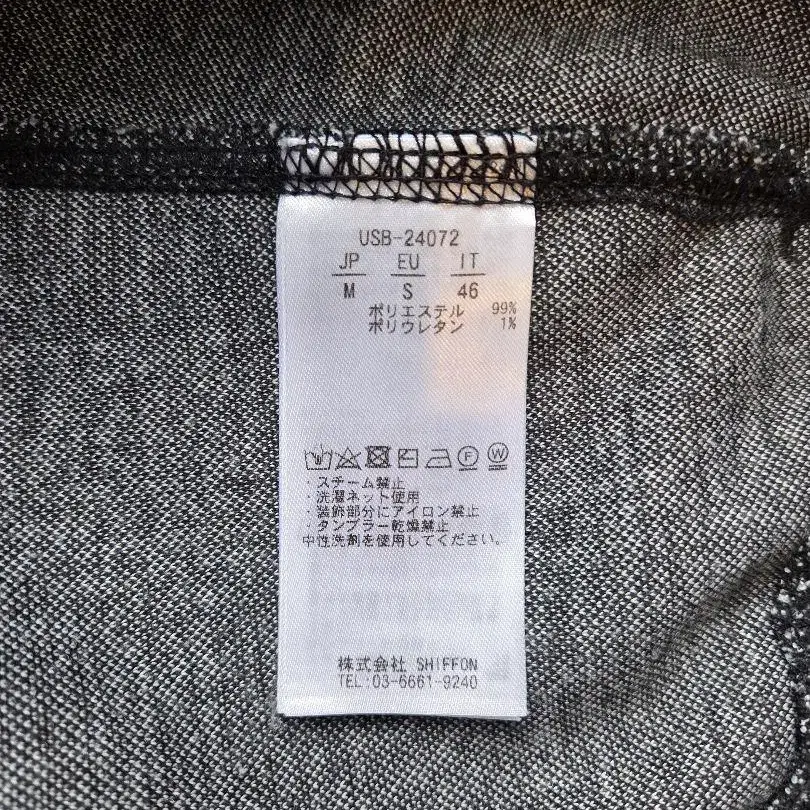 USB-24072
JP EU IT
M S 46
ポリエステル 99%
ポリウレタン 1%
F W
・スチーム禁止
・洗濯ネット使用
・装飾部分にアイロン禁止
・タンブラー乾燥禁止
中性洗剤を使用してください。
株式会社 SHIFFON
TEL:03-6661-9240